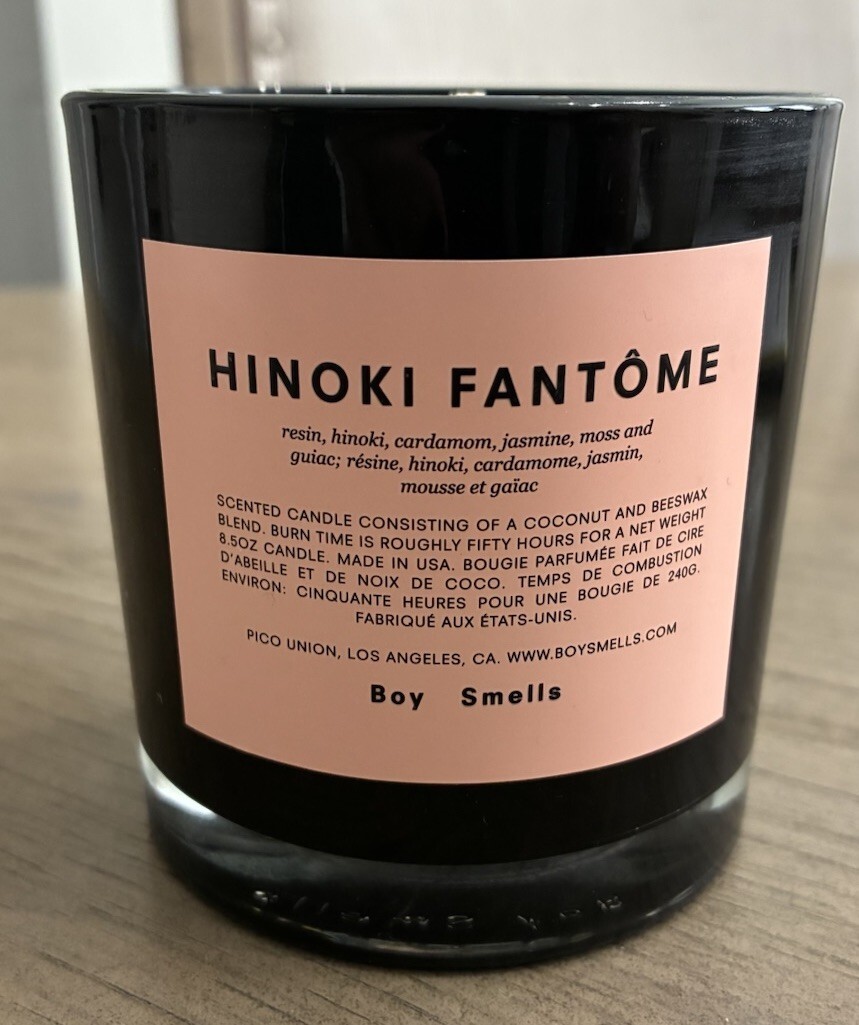 HINOKI FANTÔME
resin, hinoki, cardamom, jasmine, moss and
guiac; résine, hinoki, cardamome, jasmin,
mousse et gaïac
SCENTED CANDLE CONSISTING OF A COCONUT AND BEESWAX
BLEND. BURN TIME IS ROUGHLY FIFTY HOURS FOR A NET WEIGHT
8.5OZ CANDLE. MADE IN USA. BOUGIE PARFUMÉE FAIT DE CIRE
D'ABEILLE ET DE NOIX DE COCO. TEMPS DE COMBUSTION
ENVIRON: CINQUANTE HEURES POUR UNE BOUGIE DE 240G.
FABRIQUÉ AUX ÉTATS-UNIS.
PICO UNION, LOS ANGELES, CA. WWW.BOYSMELLS.COM
Boy Smells